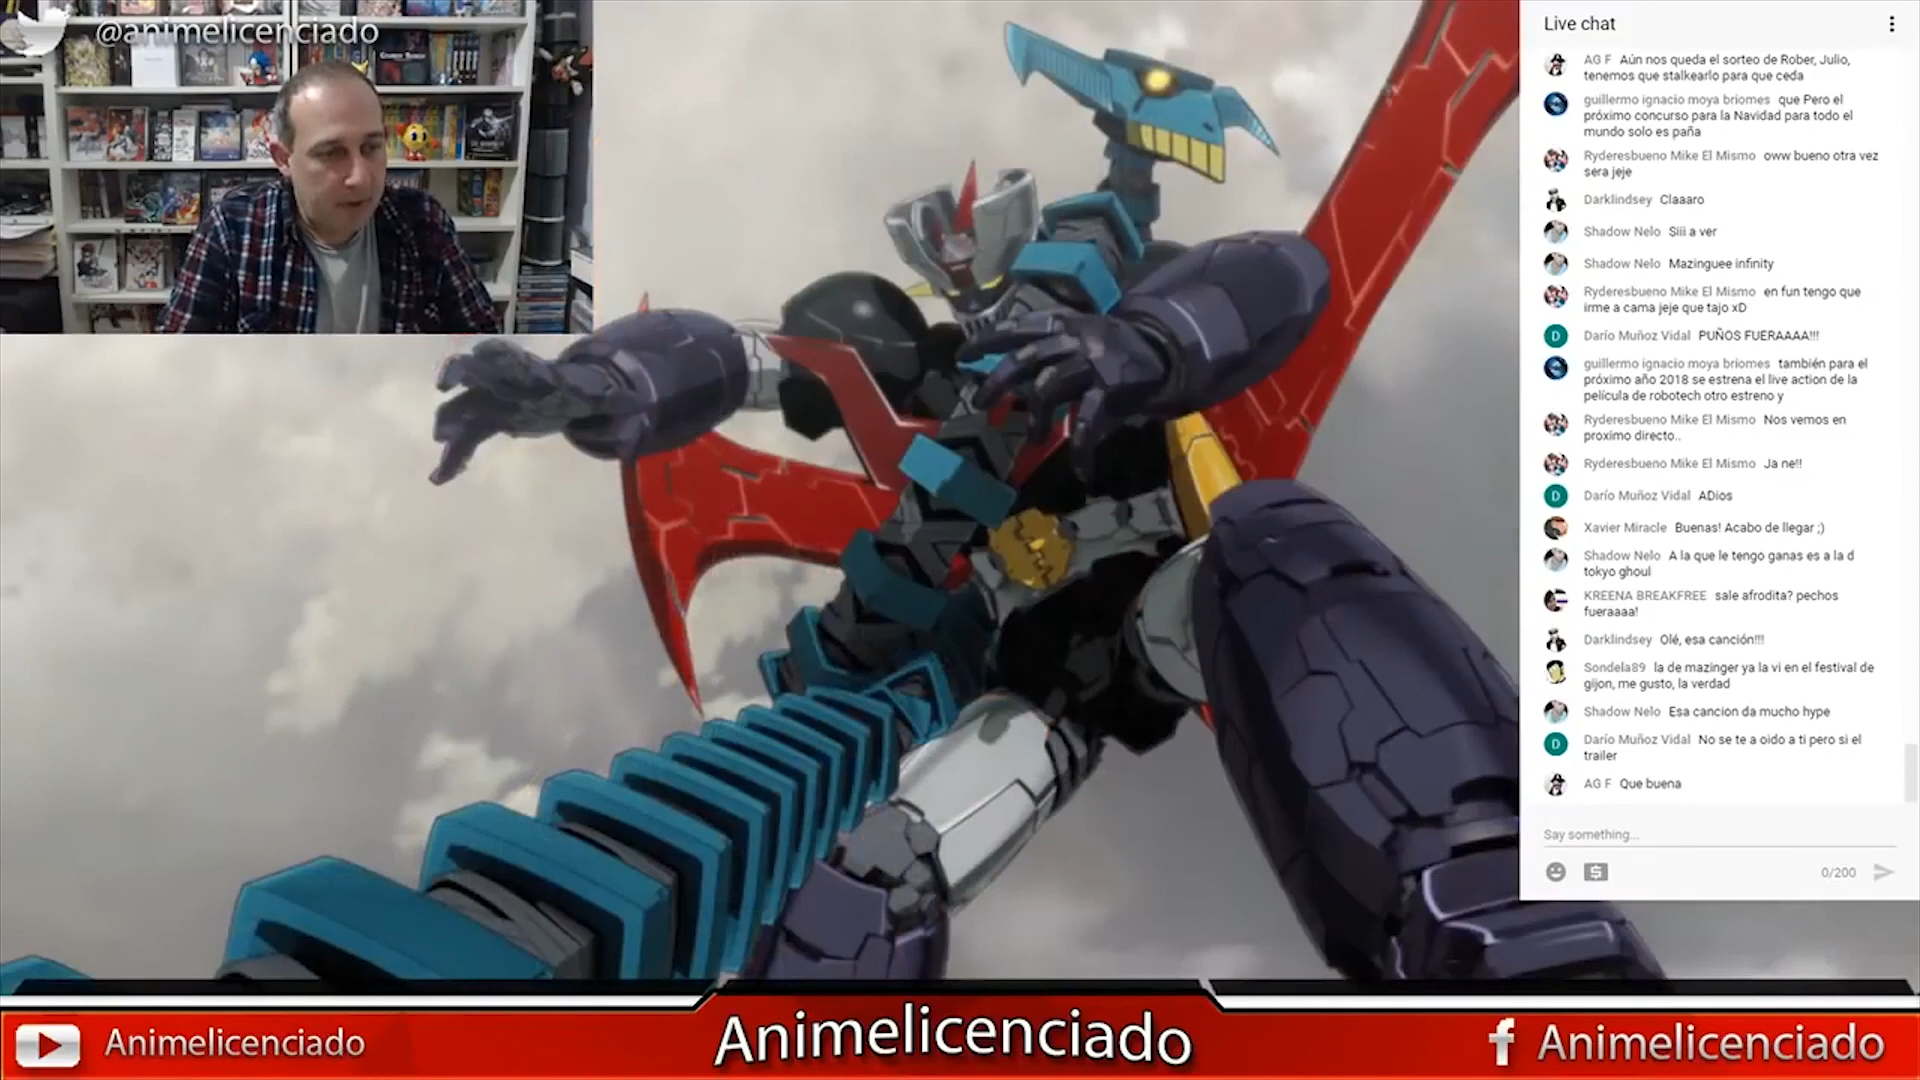 @animelicenciado
Live chat
AG F Aún nos queda el sorteo de Rober, Julio,
tenemos que stalkearlo para que ceda
guillermo ignacio moya briomes que Pero el
próximo concurso para la Navidad para todo el
mundo solo es paña
Ryderesbueno Mike El Mismo oww bueno otra vez
sera jeje
Darklindsey Claaaro
Shadow Nelo Siii a ver
Shadow Nelo Mazinguee infinity
Ryderesbueno Mike El Mismo en fun tengo que
irme a cama jeje que tajo xD
D Darío Muñoz Vidal PUÑOS FUERAAAA!!!
guillermo ignacio moya briomes también para el
próximo año 2018 se estrena el live action de la
película de robotech otro estreno y
Ryderesbueno Mike El Mismo Nos vemos en
proximo directo..
Ryderesbueno Mike El Mismo Ja ne!!
D Darío Muñoz Vidal ADios
Xavier Miracle Buenas! Acabo de llegar ;)
Shadow Nelo A la que le tengo ganas es a la d
tokyo ghoul
KREENA BREAKFREE sale afrodita? pechos
fueraaaa!
Darklindsey Olé, esa canción!!!
Sondela89 la de mazinger ya la vi en el festival de
gijon, me gusto, la verdad
Shadow Nelo Esa cancion da mucho hype
D Darío Muñoz Vidal No se te a oido a ti pero si el
trailer
AG F Que buena
Say something...
0/200
Animelicenciado
Animelicenciado
f Animelicenciado